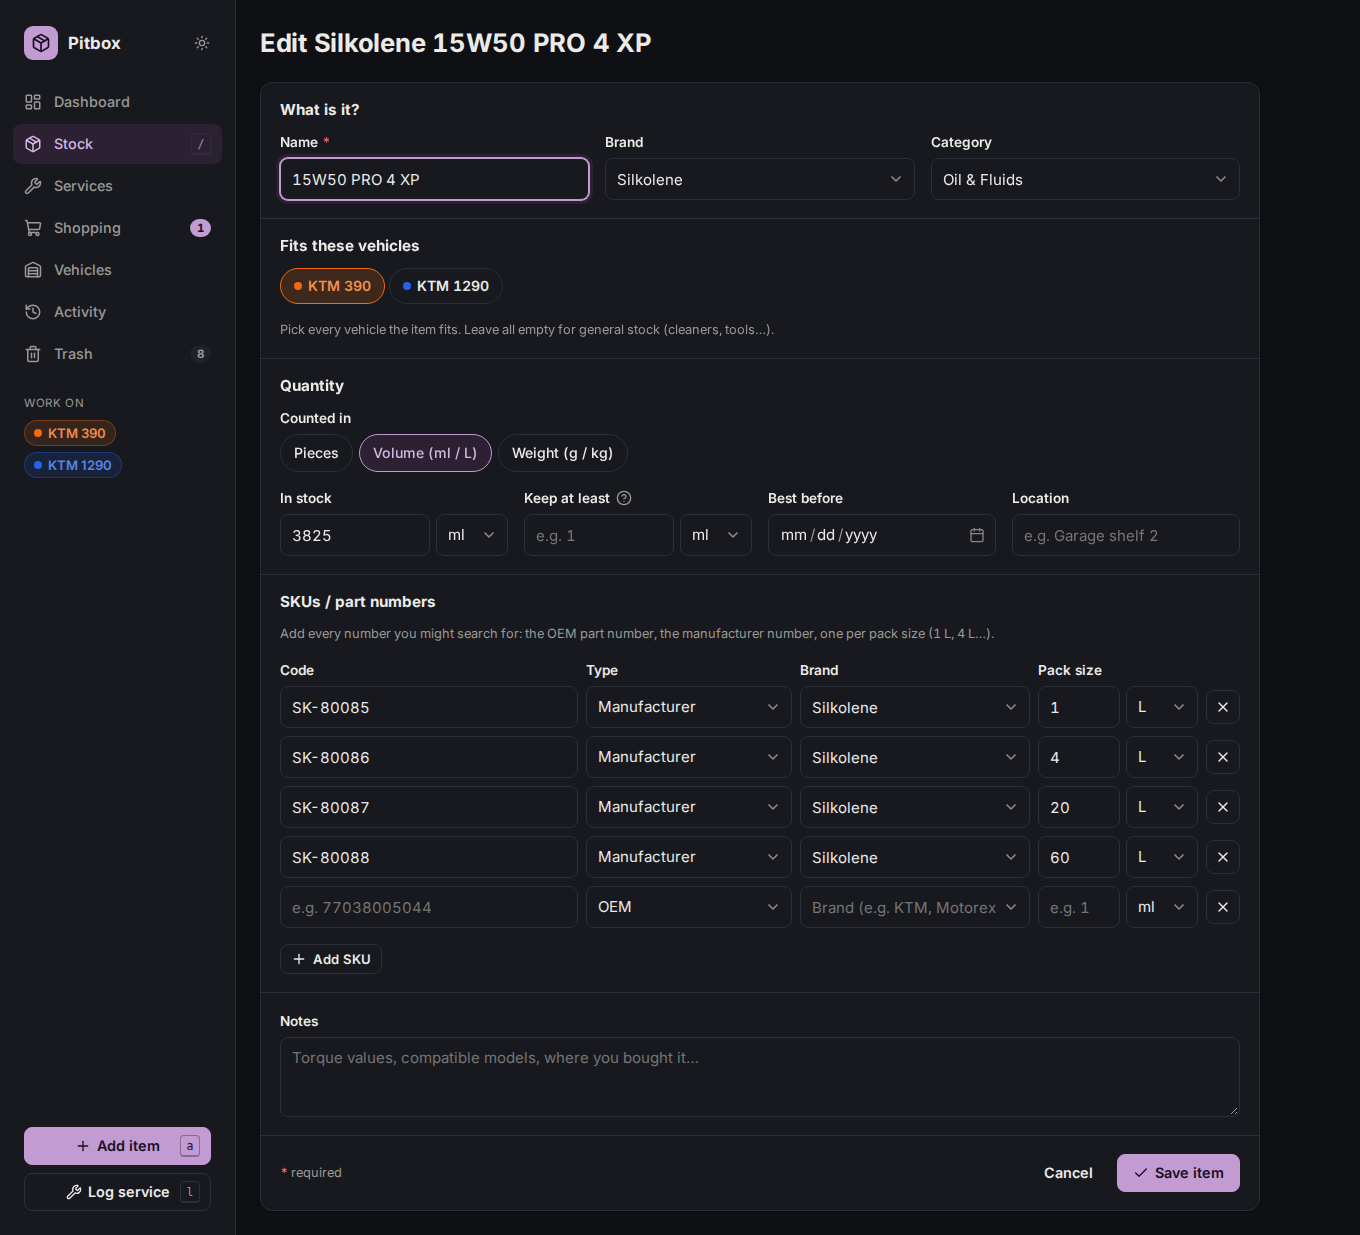 Pitbox
Dashboard
Stock /
Services
Shopping 1
Vehicles
Activity
Trash 8
WORK ON
KTM 390
KTM 1290
Add item a
Log service l
Edit Silkolene 15W50 PRO 4 XP
What is it?
Name * Brand Category
15W50 PRO 4 XP Silkolene Oil & Fluids
Fits these vehicles
KTM 390 KTM 1290
Pick every vehicle the item fits. Leave all empty for general stock (cleaners, tools…).
Quantity
Counted in
Pieces Volume (ml / L) Weight (g / kg)
In stock Keep at least ? Best before Location
3825 ml e.g. 1 ml mm/dd/yyyy e.g. Garage shelf 2
SKUs / part numbers
Add every number you might search for: the OEM part number, the manufacturer number, one per pack size (1 L, 4 L…).
Code Type Brand Pack size
SK-80085 Manufacturer Silkolene 1 L
SK-80086 Manufacturer Silkolene 4 L
SK-80087 Manufacturer Silkolene 20 L
SK-80088 Manufacturer Silkolene 60 L
e.g. 77038005044 OEM Brand (e.g. KTM, Motorex e.g. 1 ml
Add SKU
Notes
Torque values, compatible models, where you bought it…
* required Cancel Save item